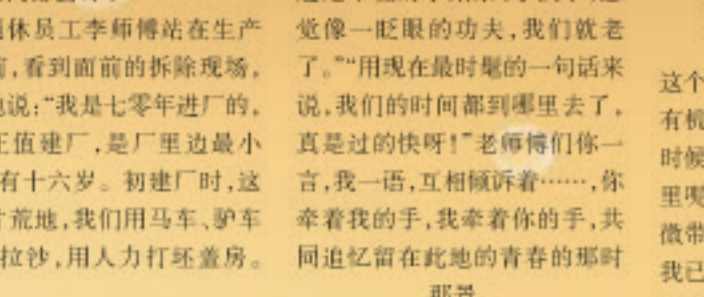 休员工李师傅站在生产
前,看到面前的拆除现场,
说:“我是七零年进厂的,
正值建厂,是厂里边最小
有十六岁。初建厂时,这
荒地,我们用马车、驴车
拉沙,用人力打坯盖房。
觉像一眨眼的功夫,我们就老
了。”“用现在最时髦的一句话来
说,我们的时间都到哪里去了,
真是过的快呀!”老师傅们你一
言,我一语,互相倾诉着……,你
牵着我的手,我牵着你的手,共
同追忆留在此地的青春的那时
那景
这个
有机
时候
里
微带
我已